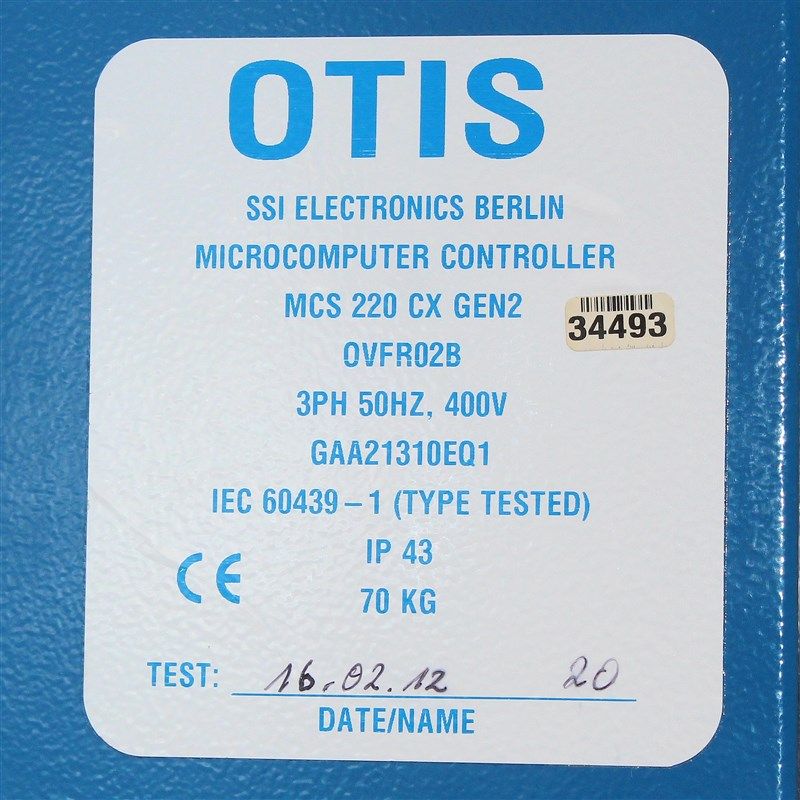 OTIS
SSI ELECTRONICS BERLIN
MICROCOMPUTER CONTROLLER
MCS 220 CX GEN2
34493
OVFR02B
3PH 50HZ, 400V
GAA21310EQ1
IEC 60439-1 (TYPE TESTED)
IP 43
CE
70 KG
TEST: 16.02.12 20
DATE/NAME